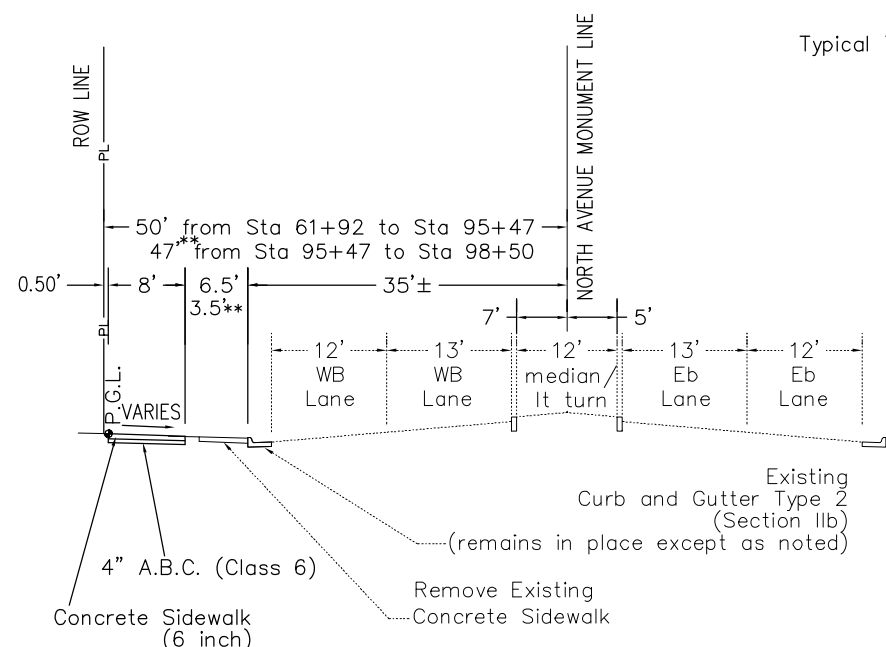 Typical
ROW LINE
PL
NORTH AVENUE MONUMENT LINE
50' from Sta 61+92 to Sta 95+47
47'** from Sta 95+47 to Sta 98+50
0.50' 8' 6.5' 35'±
3.5'**
7' 5'
PL
12' 13' 12' 13' 12'
WB WB median/ Eb Eb
Lane Lane lt turn Lane Lane
P.G.L.
VARIES
Existing
Curb and Gutter Type 2
(Section IIb)
(remains in place except as noted)
4" A.B.C. (Class 6)
Remove Existing
Concrete Sidewalk
Concrete Sidewalk
(6 inch)